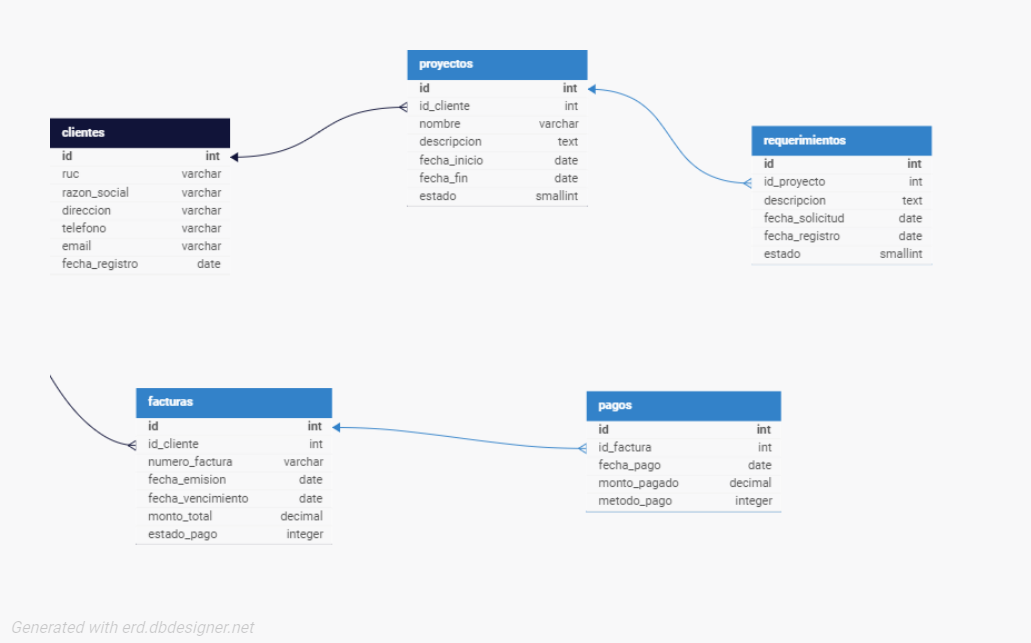 proyectos
id int
id_cliente int
nombre varchar
descripcion text
fecha_inicio date
fecha_fin date
estado smallint
clientes
id int
ruc varchar
razon_social varchar
direccion varchar
telefono varchar
email varchar
fecha_registro date
requerimientos
id int
id_proyecto int
descripcion text
fecha_solicitud date
fecha_registro date
estado smallint
facturas
id int
id_cliente int
numero_factura varchar
fecha_emision date
fecha_vencimiento date
monto_total decimal
estado_pago integer
pagos
id int
id_factura int
fecha_pago date
monto_pagado decimal
metodo_pago integer
Generated with erd.dbdesigner.net